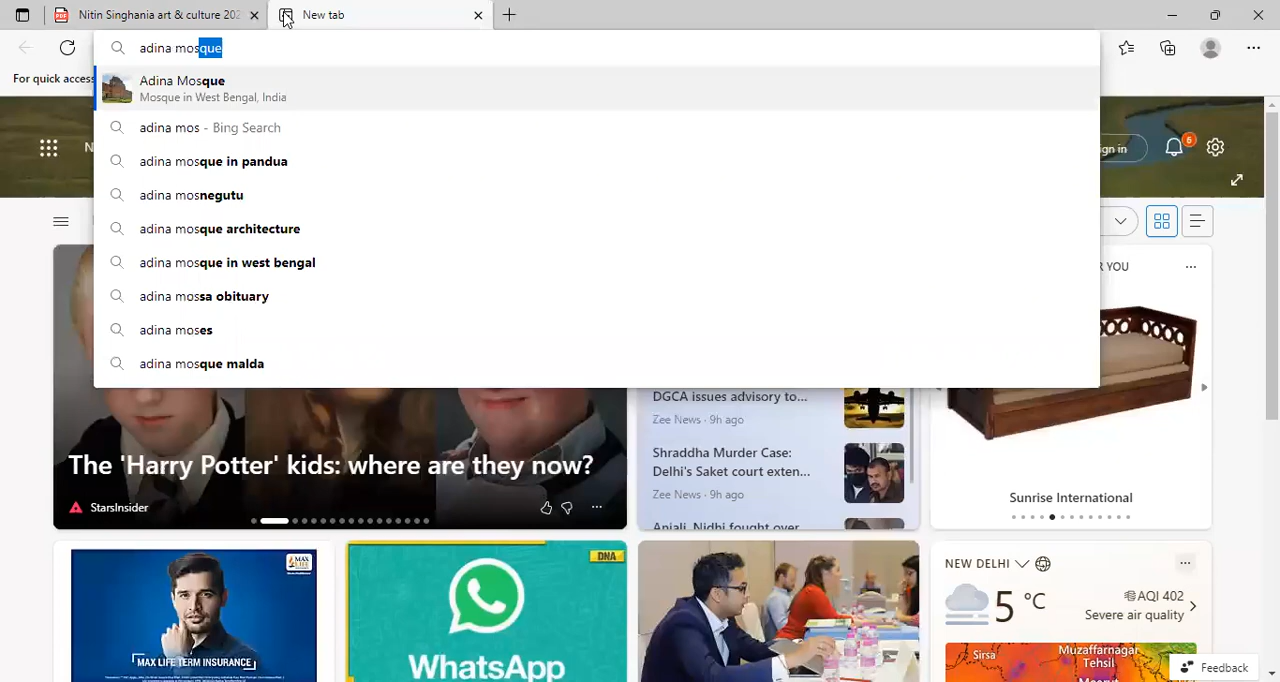 Nitin Singhania art & culture 202
New tab
adina mosque
For quick access
Adina Mosque
Mosque in West Bengal, India
adina mos - Bing Search
adina mosque in pandua
adina mosnegutu
adina mosque architecture
adina mosque in west bengal
adina mossa obituary
adina moses
adina mosque malda
N
gn in
6
R YOU
The 'Harry Potter' kids: where are they now?
StarsInsider
DGCA issues advisory to...
Zee News · 9h ago
Shraddha Murder Case:
Delhi's Saket court exten...
Zee News · 9h ago
Anjali, Nidhi fought over
Sunrise International
MAX LIFE
MAX LIFE TERM INSURANCE
DNA
WhatsApp
NEW DELHI
5 °C
AQI 402
Severe air quality
Sirsa
Muzaffarnagar
Tehsil
Meerut
Feedback